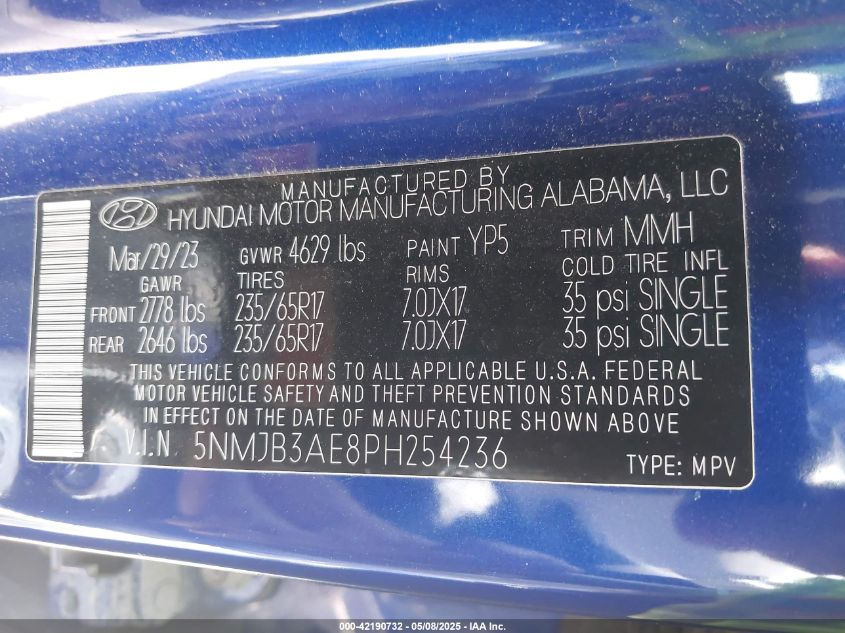 MANUFACTURED BY
HYUNDAI MOTOR MANUFACTURING ALABAMA, LLC
Mar/29/23 GVWR 4629 lbs PAINT YP5 TRIM MMH
GAWR TIRES RIMS COLD TIRE INFL
FRONT 2778 lbs 235/65R17 7.0JX17 35 psi SINGLE
REAR 2646 lbs 235/65R17 7.0JX17 35 psi SINGLE
THIS VEHICLE CONFORMS TO ALL APPLICABLE U.S.A. FEDERAL
MOTOR VEHICLE SAFETY AND THEFT PREVENTION STANDARDS
IN EFFECT ON THE DATE OF MANUFACTURE SHOWN ABOVE
V.I.N 5NMJB3AE8PH254236 TYPE: MPV
000-42190732 - 05/08/2025 - IAA Inc.